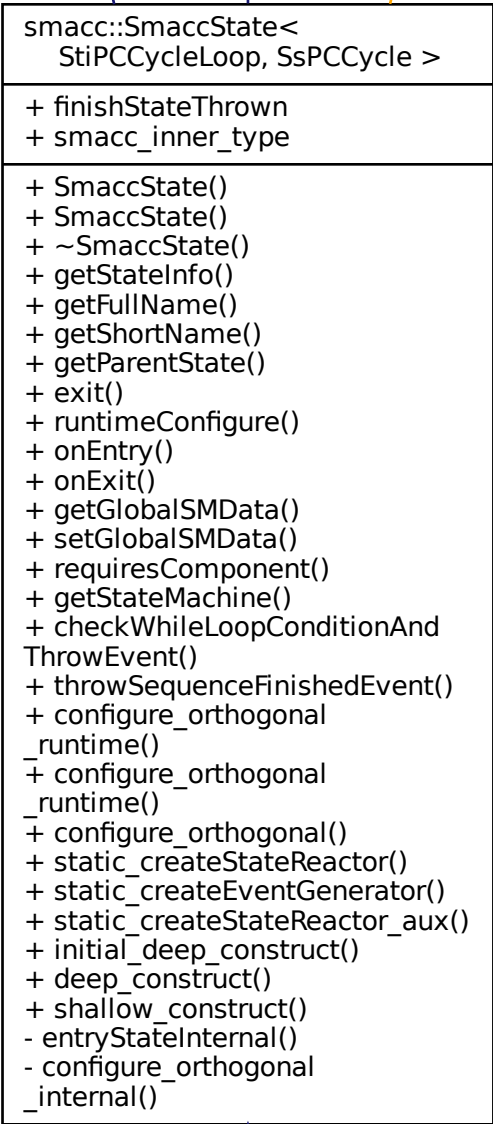 smacc::SmaccState<
StiPCCycleLoop, SsPCCycle >
+ finishStateThrown
+ smacc_inner_type
+ SmaccState()
+ SmaccState()
+ ~SmaccState()
+ getStateInfo()
+ getFullName()
+ getShortName()
+ getParentState()
+ exit()
+ runtimeConfigure()
+ onEntry()
+ onExit()
+ getGlobalSMData()
+ setGlobalSMData()
+ requiresComponent()
+ getStateMachine()
+ checkWhileLoopConditionAnd
ThrowEvent()
+ throwSequenceFinishedEvent()
+ configure_orthogonal
_runtime()
+ configure_orthogonal
_runtime()
+ configure_orthogonal()
+ static_createStateReactor()
+ static_createEventGenerator()
+ static_createStateReactor_aux()
+ initial_deep_construct()
+ deep_construct()
+ shallow_construct()
- entryStateInternal()
- configure_orthogonal
_internal()